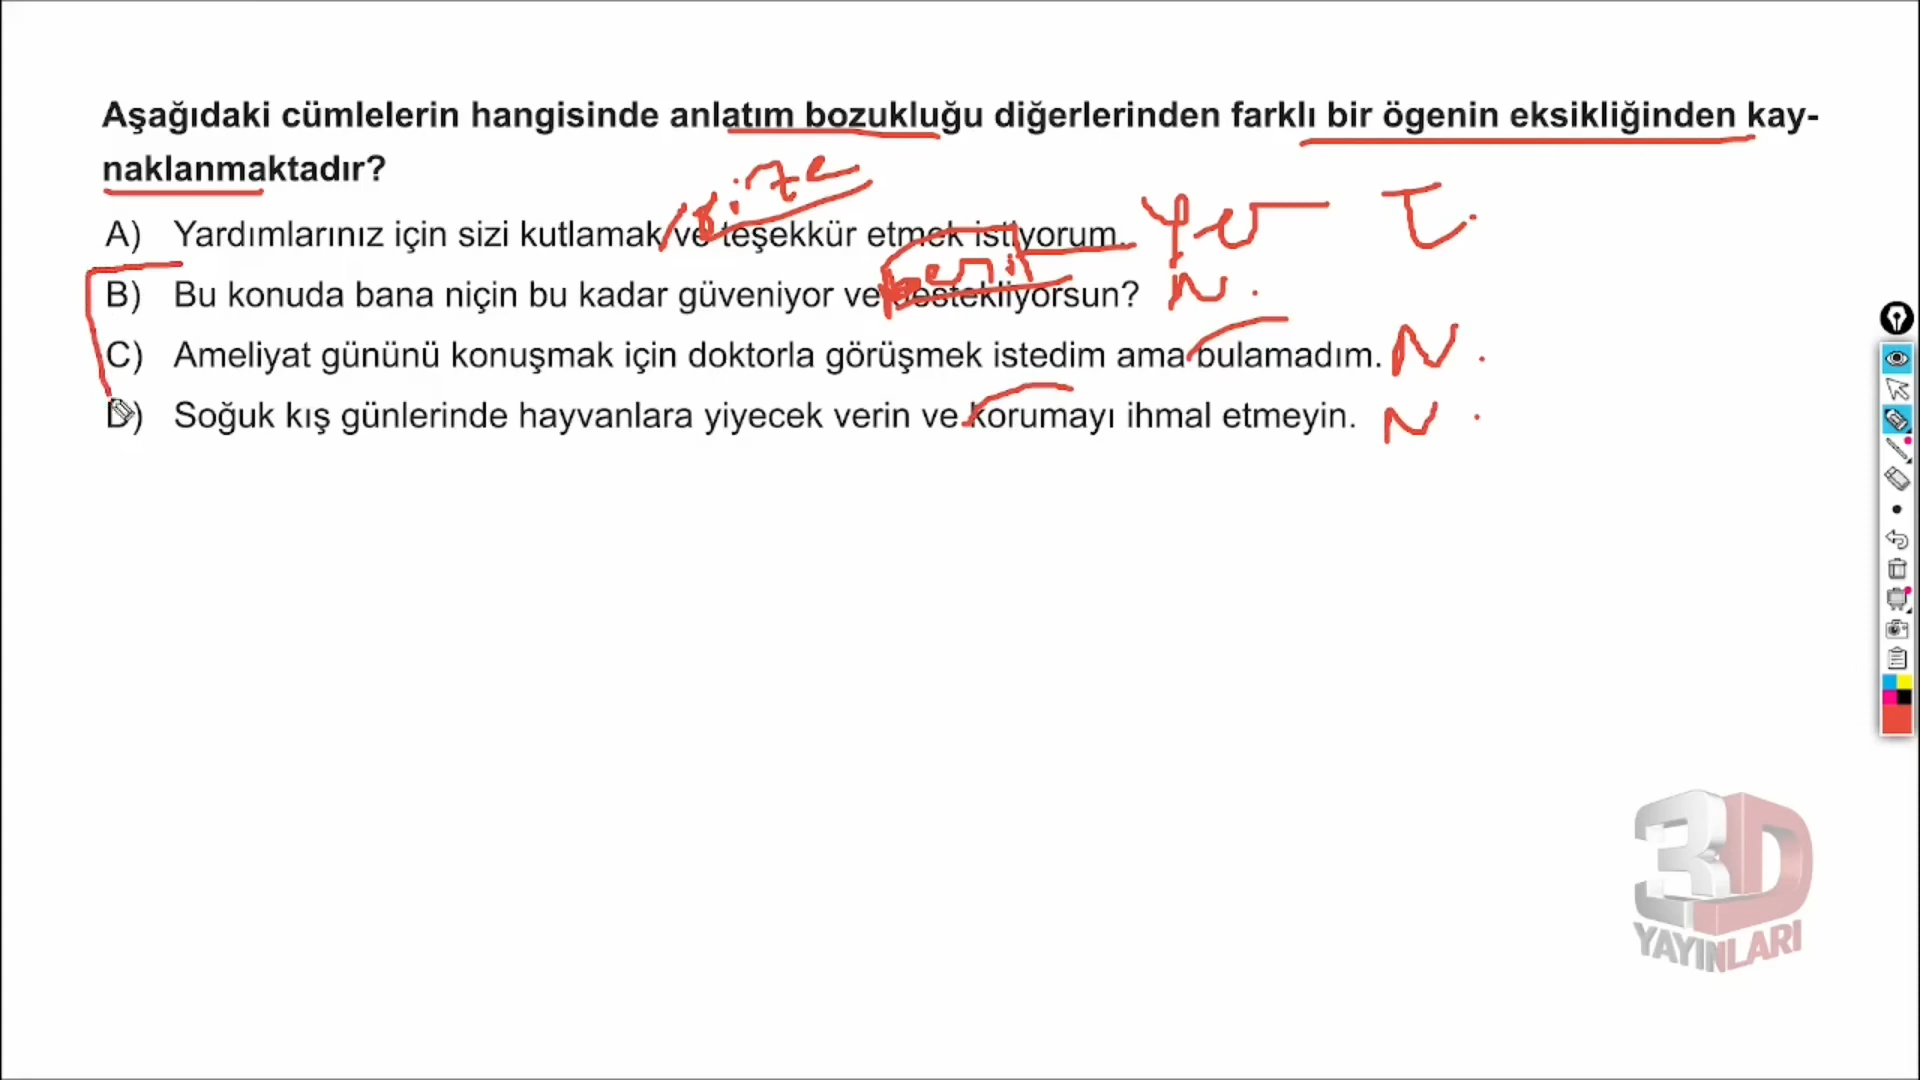 Aşağıdaki cümlelerin hangisinde anlatım bozukluğu diğerlerinden farklı bir ögenin eksikliğinden kay-
naklanmaktadır?
size
A) Yardımlarınız için sizi kutlamak ve teşekkür etmek istiyorum. Yer T.
beni
B) Bu konuda bana niçin bu kadar güveniyor ve destekliyorsun? N.
C) Ameliyat gününü konuşmak için doktorla görüşmek istedim ama bulamadım. N.
D) Soğuk kış günlerinde hayvanlara yiyecek verin ve korumayı ihmal etmeyin. N.
3D
YAYINLARI